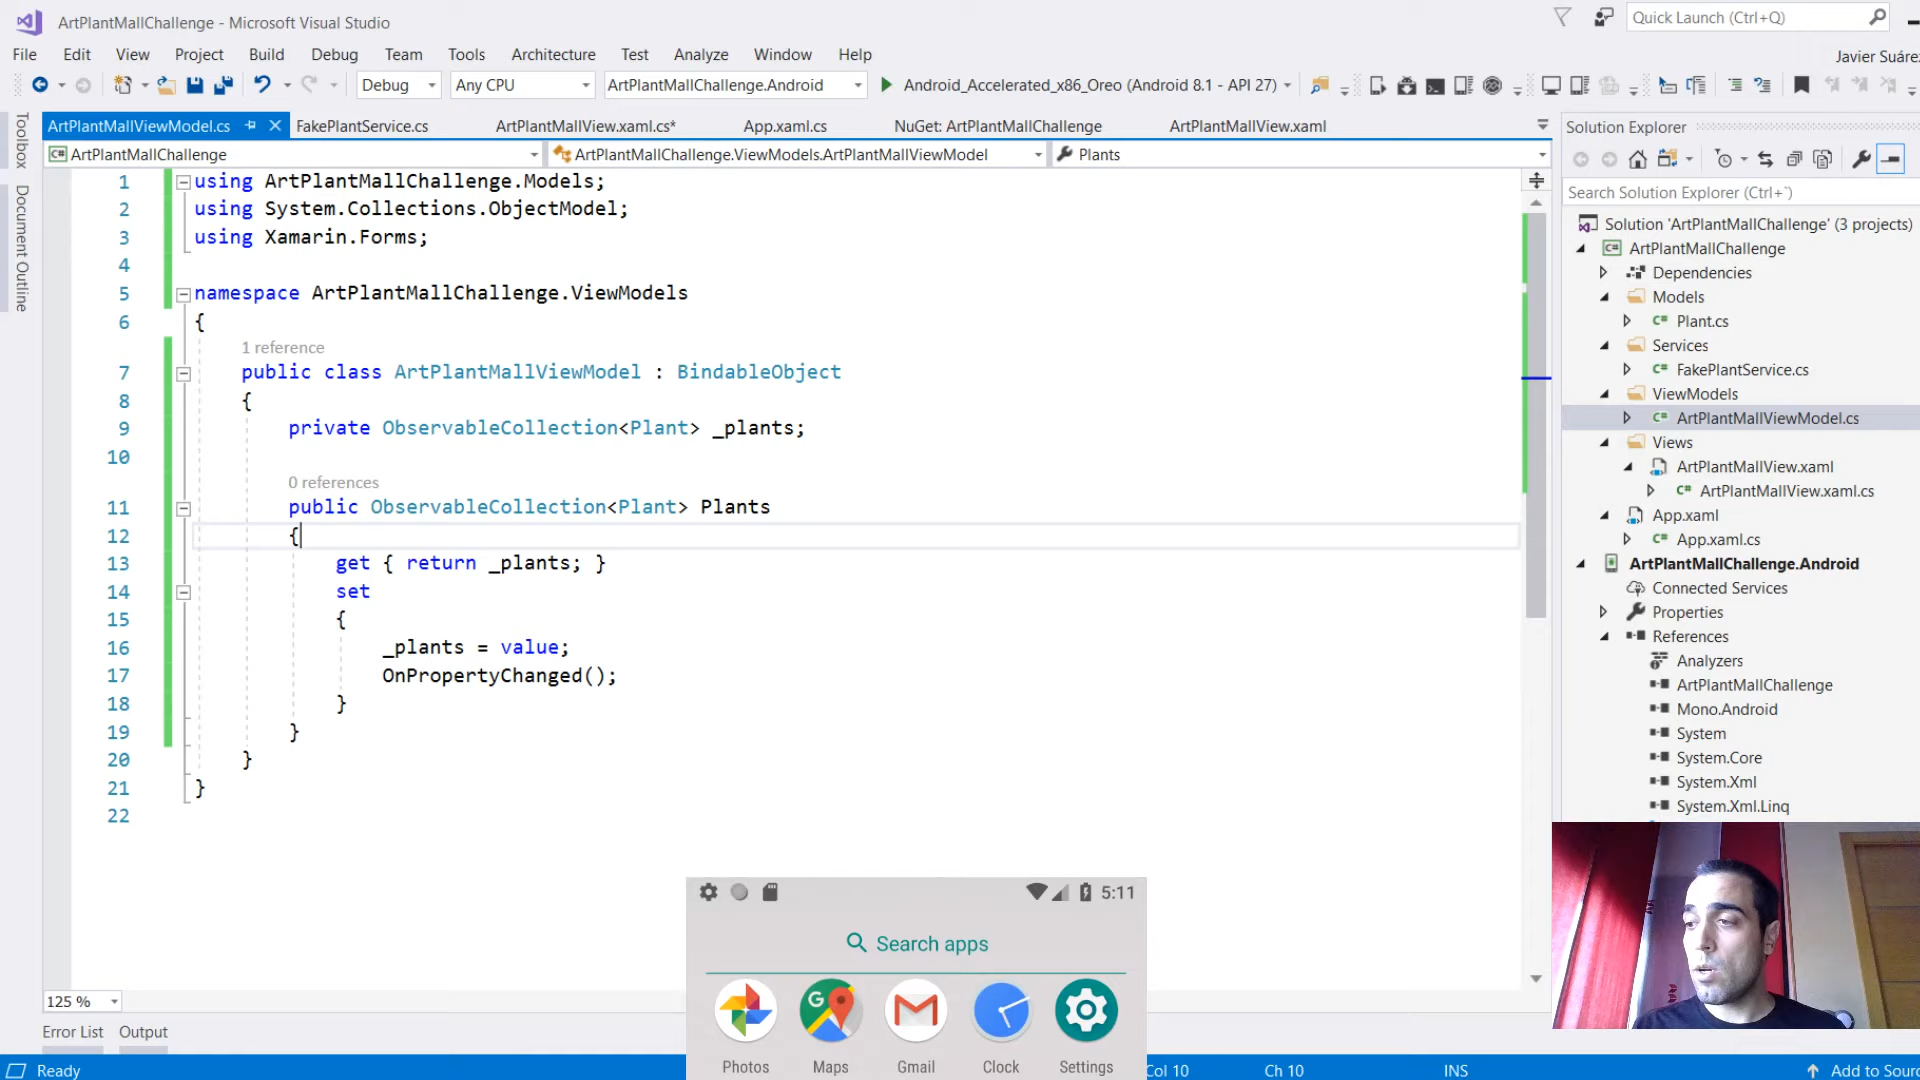 ArtPlantMallChallenge - Microsoft Visual Studio
Quick Launch (Ctrl+Q)
File Edit View Project Build Debug Team Tools Architecture Test Analyze Window Help
Javier Suáre
Debug Any CPU ArtPlantMallChallenge.Android Android_Accelerated_x86_Oreo (Android 8.1 - API 27)
Toolbox
Document Outline
ArtPlantMallViewModel.cs FakePlantService.cs ArtPlantMallView.xaml.cs* App.xaml.cs NuGet: ArtPlantMallChallenge ArtPlantMallView.xaml
ArtPlantMallChallenge ArtPlantMallChallenge.ViewModels.ArtPlantMallViewModel Plants
1 using ArtPlantMallChallenge.Models;
2 using System.Collections.ObjectModel;
3 using Xamarin.Forms;
4
5 namespace ArtPlantMallChallenge.ViewModels
6 {
1 reference
7 public class ArtPlantMallViewModel : BindableObject
8 {
9 private ObservableCollection<Plant> _plants;
10
0 references
11 public ObservableCollection<Plant> Plants
12 {
13 get { return _plants; }
14 set
15 {
16 _plants = value;
17 OnPropertyChanged();
18 }
19 }
20 }
21 }
22
125 %
Error List Output
Ready
Col 10 Ch 10 INS
Add to Sourc
Solution Explorer
Search Solution Explorer (Ctrl+`)
Solution 'ArtPlantMallChallenge' (3 projects)
ArtPlantMallChallenge
Dependencies
Models
Plant.cs
Services
FakePlantService.cs
ViewModels
ArtPlantMallViewModel.cs
Views
ArtPlantMallView.xaml
ArtPlantMallView.xaml.cs
App.xaml
App.xaml.cs
ArtPlantMallChallenge.Android
Connected Services
Properties
References
Analyzers
ArtPlantMallChallenge
Mono.Android
System
System.Core
System.Xml
System.Xml.Linq
5:11
Search apps
Photos Maps Gmail Clock Settings